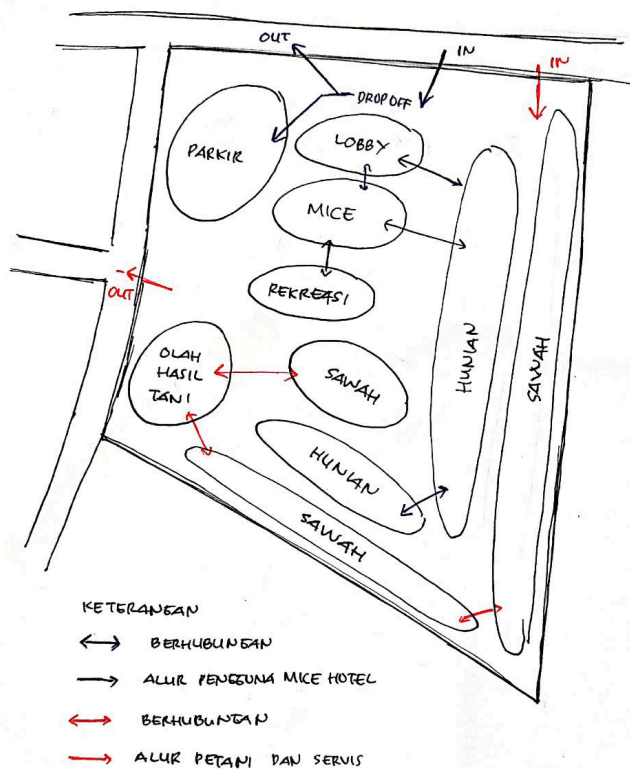 OUT
IN
IN
DROP OFF
PARKIR
LOBBY
MICE
REKREASI
OUT
OLAH
HASIL
TANI
SAWAH
HUNIAN
SAWAH
HUNIAN
SAWAH
KETERANGAN
BERHUBUNGAN
ALUR PENGGUNA MICE HOTEL
BERHUBUNGAN
ALUR PETANI DAN SERVIS